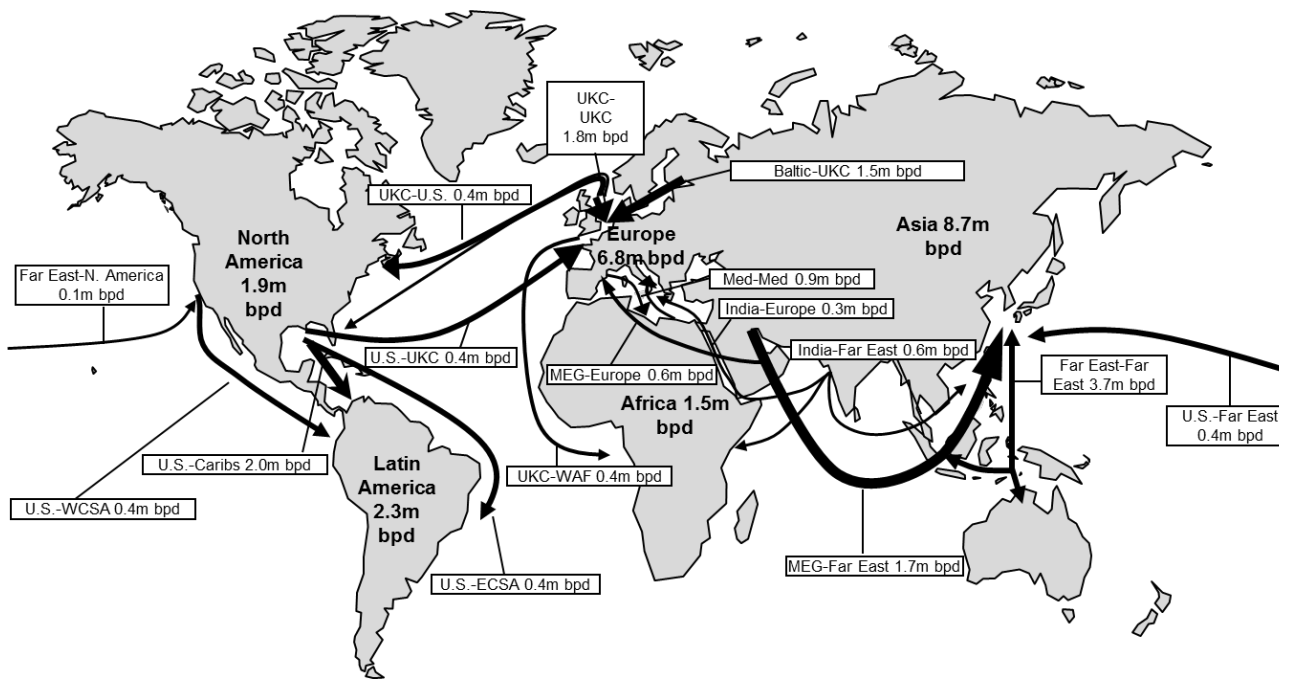 UKC-
UKC
1.8m bpd
Baltic-UKC 1.5m bpd
UKC-U.S. 0.4m bpd
Asia 8.7m
bpd
North
America
1.9m
bpd
Europe
6.8m bpd
Far East-N. America
0.1m bpd
Med-Med 0.9m bpd
India-Europe 0.3m bpd
U.S.-UKC 0.4m bpd
India-Far East 0.6m bpd
MEG-Europe 0.6m bpd
Far East-Far
East 3.7m bpd
Africa 1.5m
bpd
U.S.-Far East
0.4m bpd
U.S.-Caribs 2.0m bpd
UKC-WAF 0.4m bpd
Latin
America
2.3m
bpd
U.S.-WCSA 0.4m bpd
MEG-Far East 1.7m bpd
U.S.-ECSA 0.4m bpd